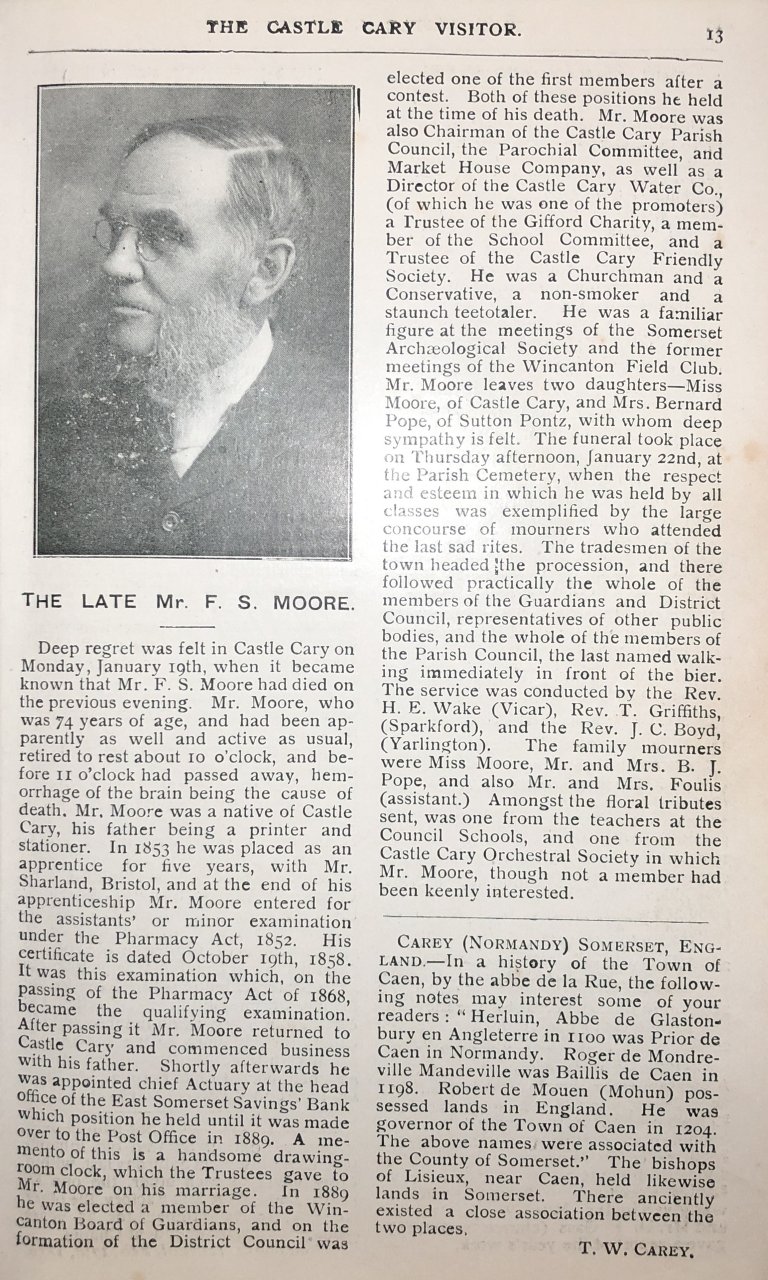 THE CASTLE CARY VISITOR.
13
THE LATE Mr. F. S. MOORE.
Deep regret was felt in Castle Cary on
Monday, January 19th, when it became
known that Mr. F. S. Moore had died on
the previous evening. Mr. Moore, who
was 74 years of age, and had been ap-
parently as well and active as usual,
retired to rest about 10 o'clock, and be-
fore 11 o'clock had passed away, hem-
orrhage of the brain being the cause of
death. Mr. Moore was a native of Castle
Cary, his father being a printer and
stationer. In 1853 he was placed as an
apprentice for five years, with Mr.
Sharland, Bristol, and at the end of his
apprenticeship Mr. Moore entered for
the assistants' or minor examination
under the Pharmacy Act, 1852. His
certificate is dated October 19th, 1858.
It was this examination which, on the
passing of the Pharmacy Act of 1868,
became the qualifying examination.
After passing it Mr. Moore returned to
Castle Cary and commenced business
with his father. Shortly afterwards he
was appointed chief Actuary at the head
office of the East Somerset Savings' Bank
which position he held until it was made
over to the Post Office in 1889. A me-
mento of this is a handsome drawing-
room clock, which the Trustees gave to
Mr. Moore on his marriage. In 1889
he was elected a member of the Win-
canton Board of Guardians, and on the
formation of the District Council was
elected one of the first members after a
contest. Both of these positions he held
at the time of his death. Mr. Moore was
also Chairman of the Castle Cary Parish
Council, the Parochial Committee, and
Market House Company, as well as a
Director of the Castle Cary Water Co.,
(of which he was one of the promoters)
a Trustee of the Gifford Charity, a mem-
ber of the School Committee, and a
Trustee of the Castle Cary Friendly
Society. He was a Churchman and a
Conservative, a non-smoker and a
staunch teetotaler. He was a familiar
figure at the meetings of the Somerset
Archæological Society and the former
meetings of the Wincanton Field Club.
Mr. Moore leaves two daughters—Miss
Moore, of Castle Cary, and Mrs. Bernard
Pope, of Sutton Pontz, with whom deep
sympathy is felt. The funeral took place
on Thursday afternoon, January 22nd, at
the Parish Cemetery, when the respect
and esteem in which he was held by all
classes was exemplified by the large
concourse of mourners who attended
the last sad rites. The tradesmen of the
town headed the procession, and there
followed practically the whole of the
members of the Guardians and District
Council, representatives of other public
bodies, and the whole of the members of
the Parish Council, the last named walk-
ing immediately in front of the bier.
The service was conducted by the Rev.
H. E. Wake (Vicar), Rev. T. Griffiths,
(Sparkford), and the Rev. J. C. Boyd,
(Yarlington). The family mourners
were Miss Moore, Mr. and Mrs. B. J.
Pope, and also Mr. and Mrs. Foulis
(assistant.) Amongst the floral tributes
sent, was one from the teachers at the
Council Schools, and one from the
Castle Cary Orchestral Society in which
Mr. Moore, though not a member had
been keenly interested.
CAREY (NORMANDY) SOMERSET, ENG-
LAND.—In a history of the Town of
Caen, by the abbe de la Rue, the follow-
ing notes may interest some of your
readers: "Herluin, Abbe de Glaston-
bury en Angleterre in 1100 was Prior de
Caen in Normandy. Roger de Mondre-
ville Mandeville was Baillis de Caen in
1198. Robert de Mouen (Mohun) pos-
sessed lands in England. He was
governor of the Town of Caen in 1204.
The above names were associated with
the County of Somerset." The bishops
of Lisieux, near Caen, held likewise
lands in Somerset. There anciently
existed a close association between the
two places.
T. W. CAREY.